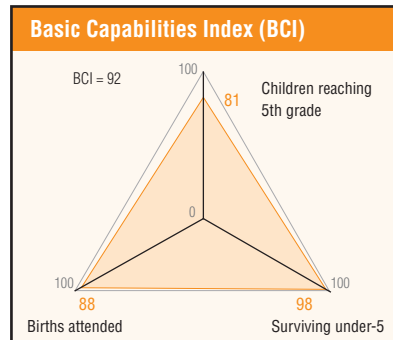 Basic Capabilities Index (BCI)
100
BCI = 92
Children reaching
5th grade
81
0
100
100
88
98
Births attended
Surviving under-5